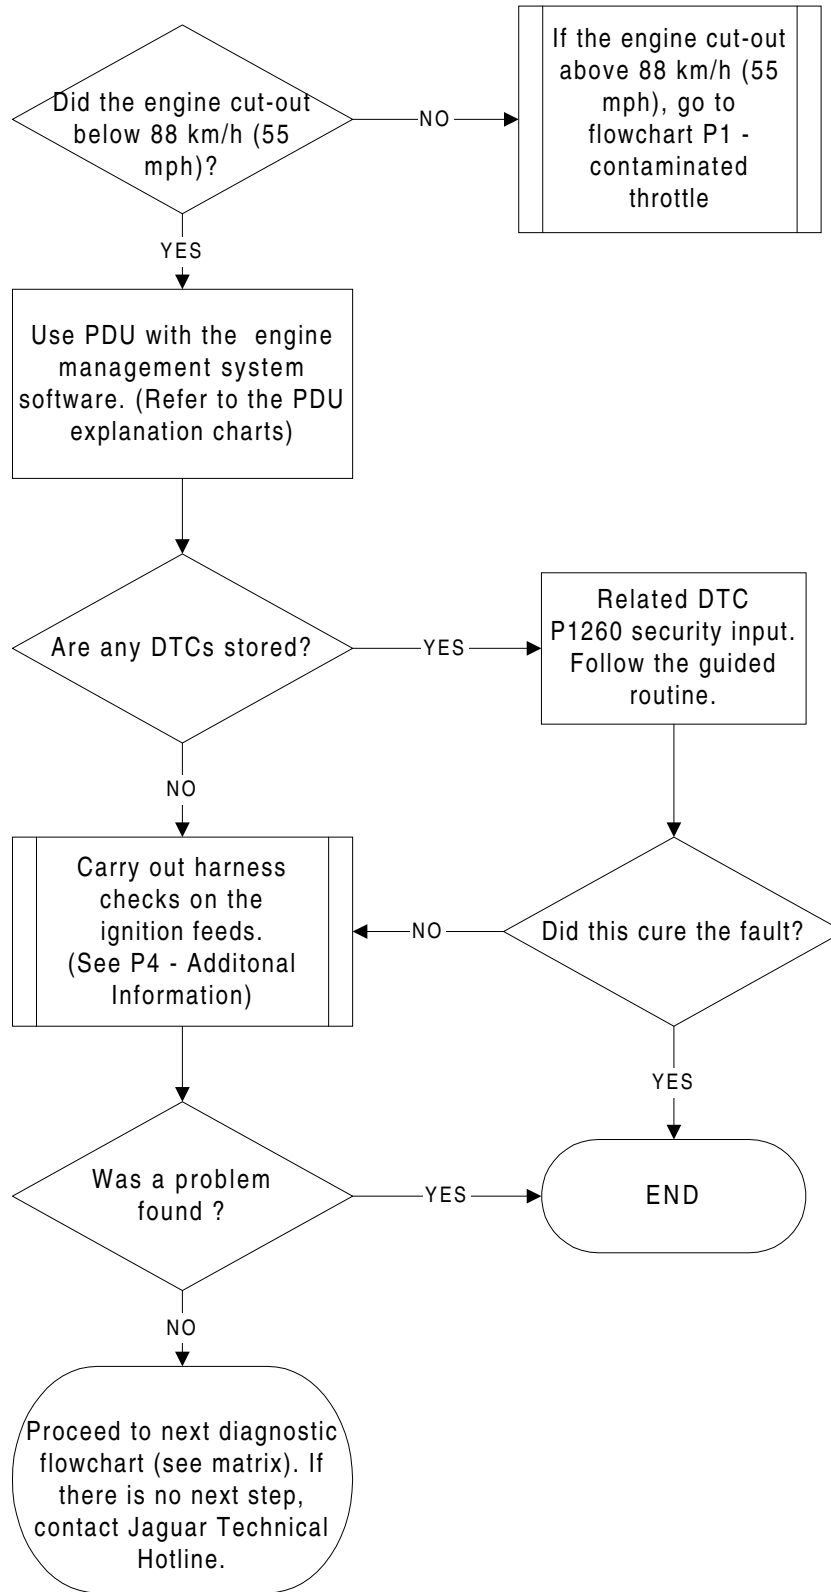 Did the engine cut-out
below 88 km/h (55
mph)?
NO
If the engine cut-out
above 88 km/h (55
mph), go to
flowchart P1 -
contaminated
throttle
YES
Use PDU with the engine
management system
software. (Refer to the PDU
explanation charts)
Are any DTCs stored?
YES
Related DTC
P1260 security input.
Follow the guided
routine.
NO
Carry out harness
checks on the
ignition feeds.
(See P4 - Additonal
Information)
NO
Did this cure the fault?
YES
Was a problem
found ?
YES
END
NO
Proceed to next diagnostic
flowchart (see matrix). If
there is no next step,
contact Jaguar Technical
Hotline.